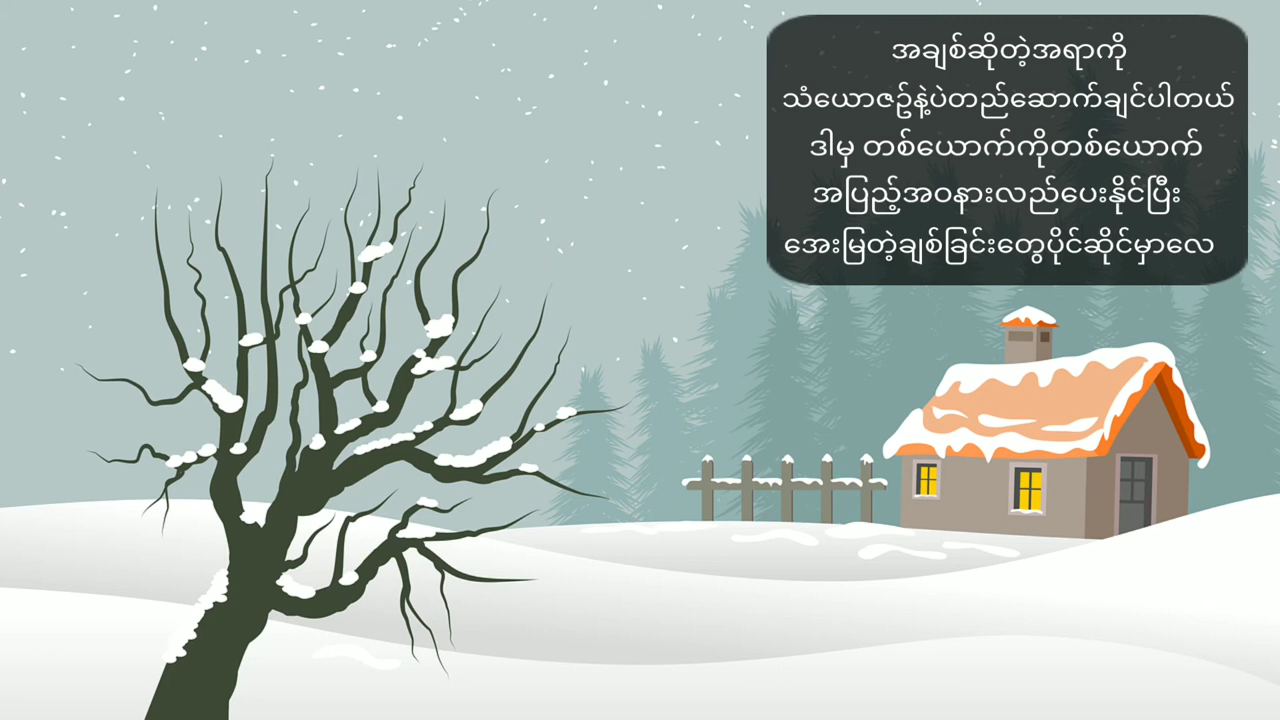 အချစ်ဆိုတဲ့အရာကို
သံယောဇဥ်နဲ့ပဲတည်ဆောက်ချင်ပါတယ်
ဒါမှ တစ်ယောက်ကိုတစ်ယောက်
အပြည့်အဝနားလည်ပေးနိုင်ပြီး
အေးမြတဲ့ချစ်ခြင်းတွေပိုင်ဆိုင်မှာလေ